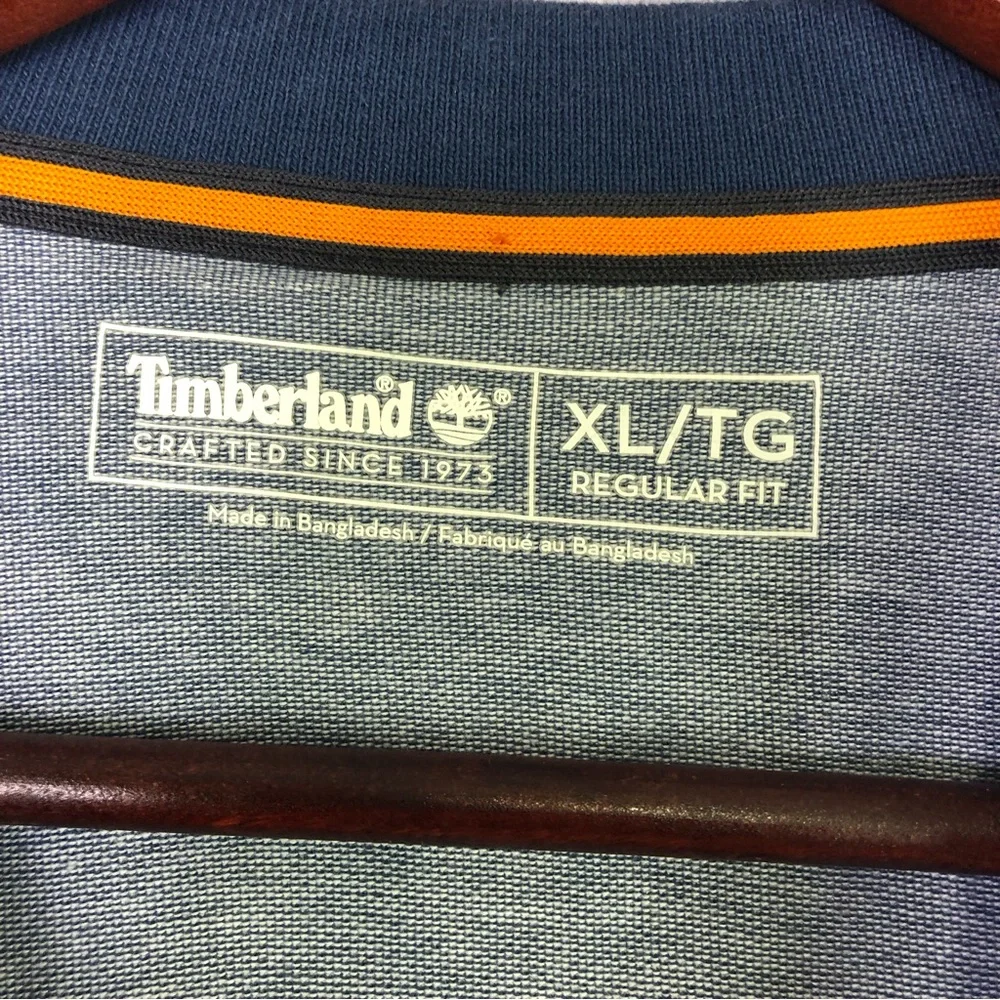 Timberland® ®
CRAFTED SINCE 1973
XL/TG
REGULAR FIT
Made in Bangladesh / Fabriqué au Bangladesh